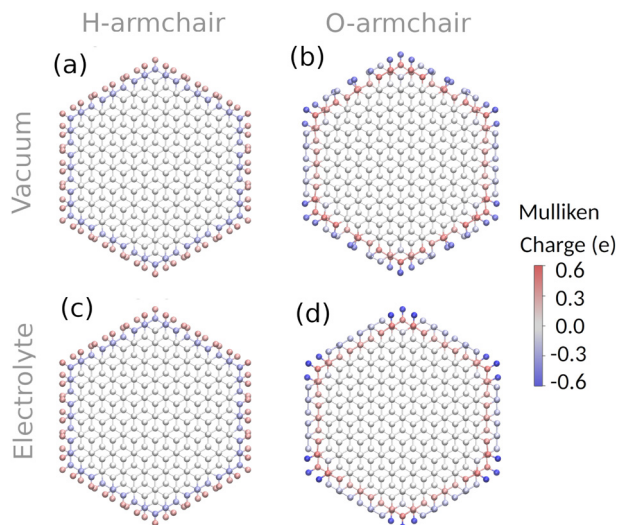 H-armchair O-armchair
(a) (b)
Vacuum
Mulliken
Charge (e)
0.6
0.3
0.0
-0.3
-0.6
(c) (d)
Electrolyte